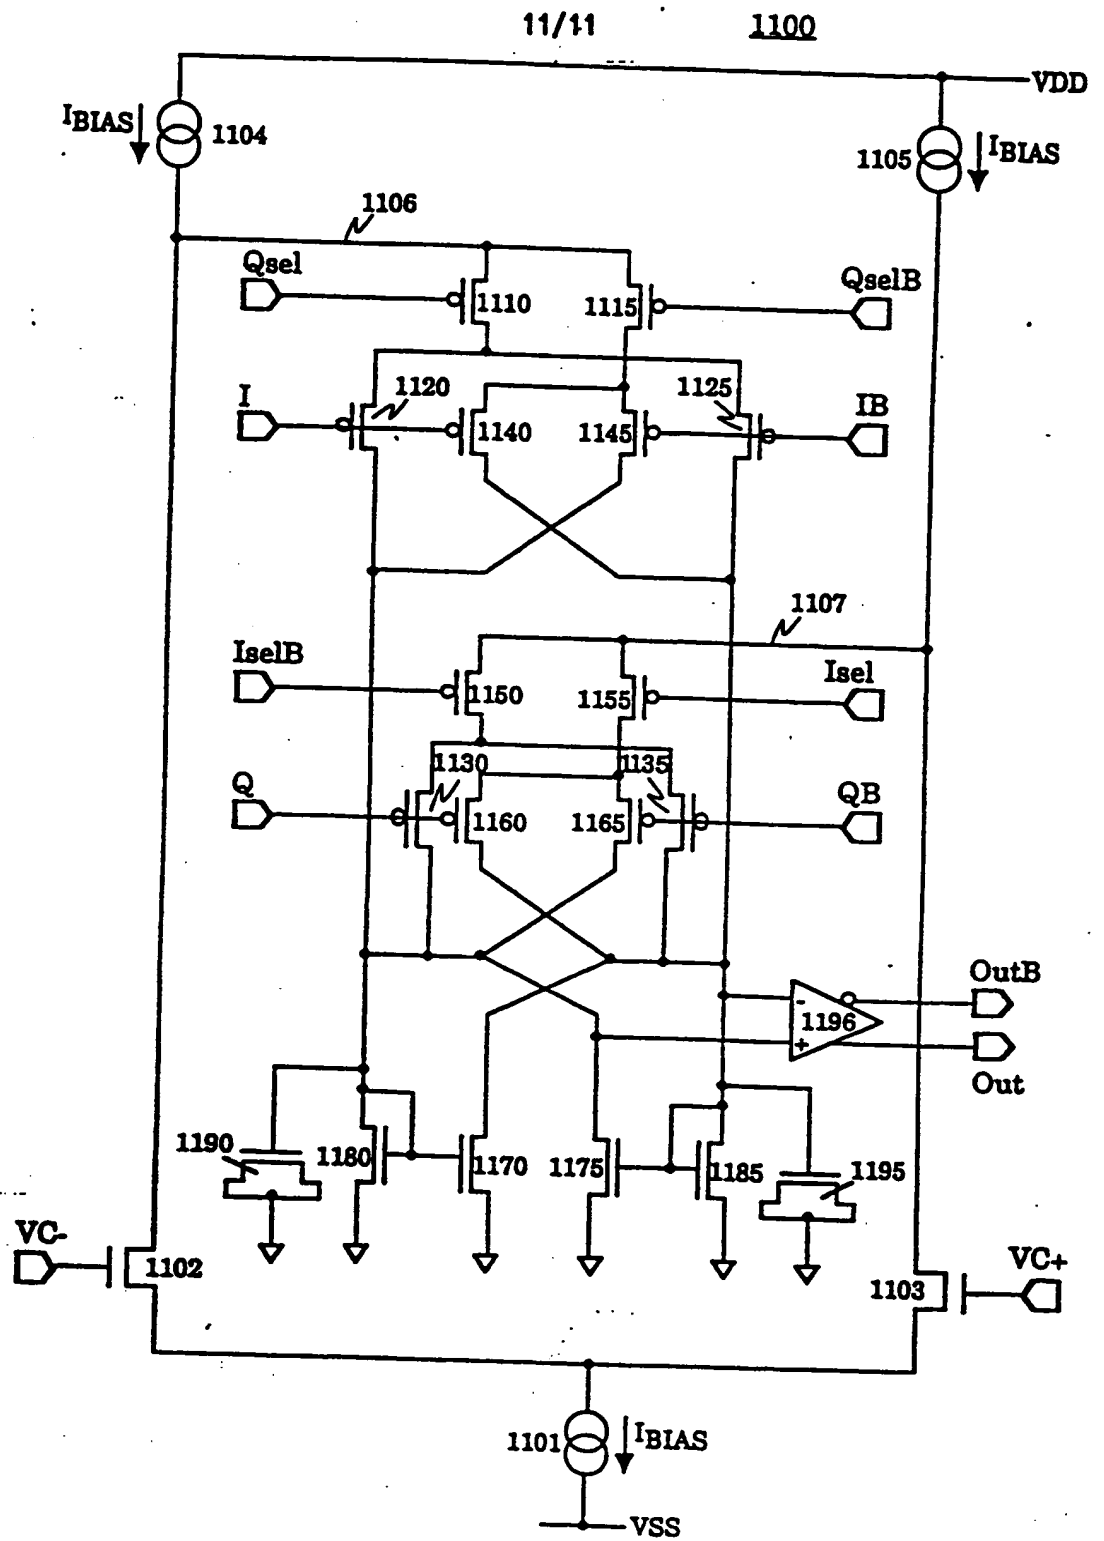 11/11 1100
VDD
IBIAS 1104
1105 IBIAS
1106
Qsel
QselB
1110 1115
1120 1125
I
IB
1140 1145
1107
IselB
Isel
1150 1155
1130 1135
Q
QB
1160 1165
OutB
- 1196
+
Out
1190 1180 1170 1175 1185 1195
VC-
1102
VC+
1103
1101 IBIAS
VSS